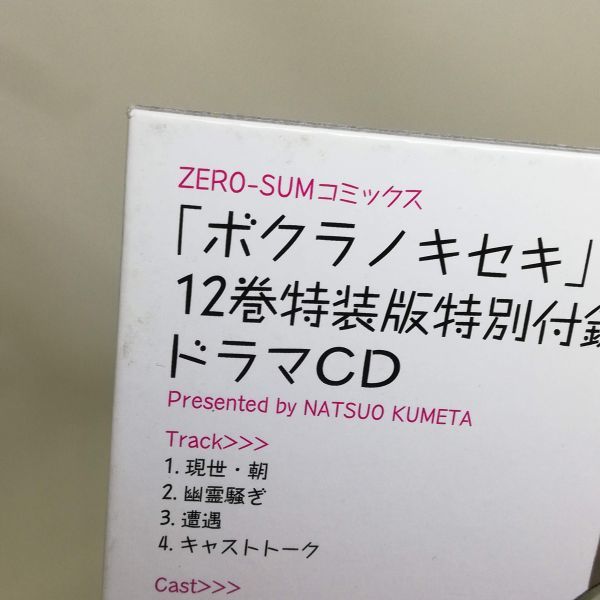 ZERO-SUMコミックス
「ボクラノキセキ」
12巻特装版特別付録
ドラマCD
Presented by NATSUO KUMETA
Track>>>
1. 現世・朝
2. 幽霊騒ぎ
3. 遭遇
4. キャストトーク
Cast>>>